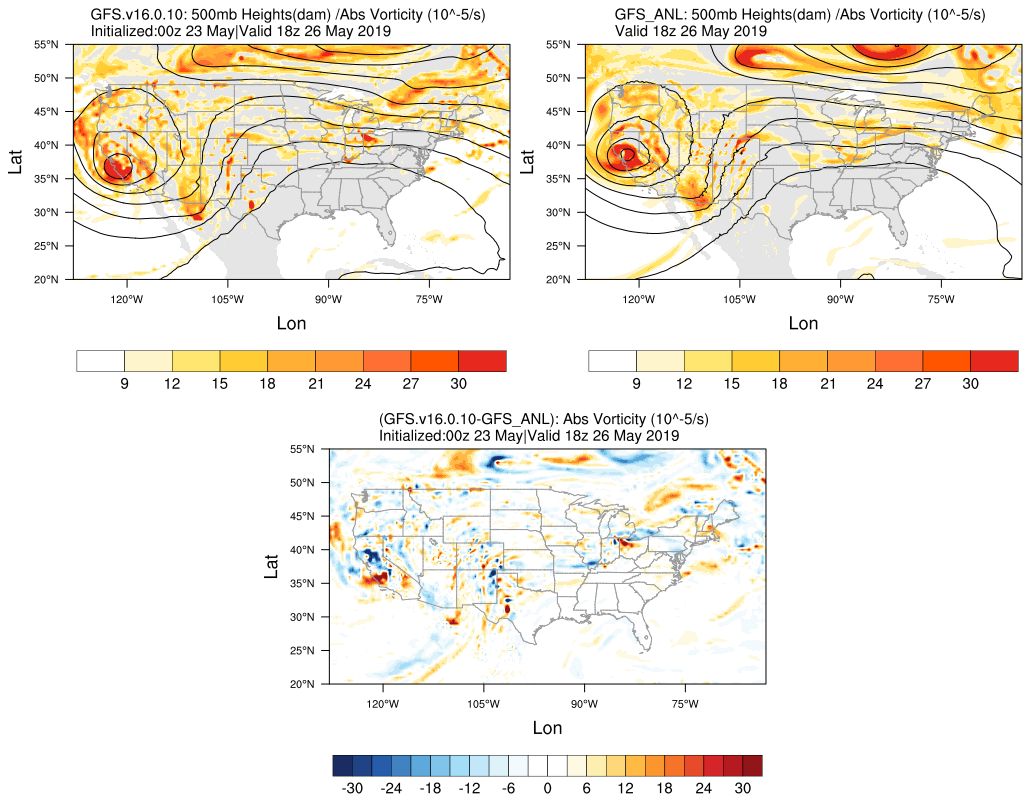 GFS.v16.0.10: 500mb Heights(dam) /Abs Vorticity (10^-5/s)
Initialized:00z 23 May|Valid 18z 26 May 2019
55°N
50°N
45°N
40°N
35°N
30°N
25°N
20°N
Lat
120°W 105°W 90°W 75°W
Lon
9 12 15 18 21 24 27 30
GFS_ANL: 500mb Heights(dam) /Abs Vorticity (10^-5/s)
Valid 18z 26 May 2019
55°N
50°N
45°N
40°N
35°N
30°N
25°N
20°N
Lat
120°W 105°W 90°W 75°W
Lon
9 12 15 18 21 24 27 30
(GFS.v16.0.10-GFS_ANL): Abs Vorticity (10^-5/s)
Initialized:00z 23 May|Valid 18z 26 May 2019
55°N
50°N
45°N
40°N
35°N
30°N
25°N
20°N
Lat
120°W 105°W 90°W 75°W
Lon
-30 -24 -18 -12 -6 0 6 12 18 24 30